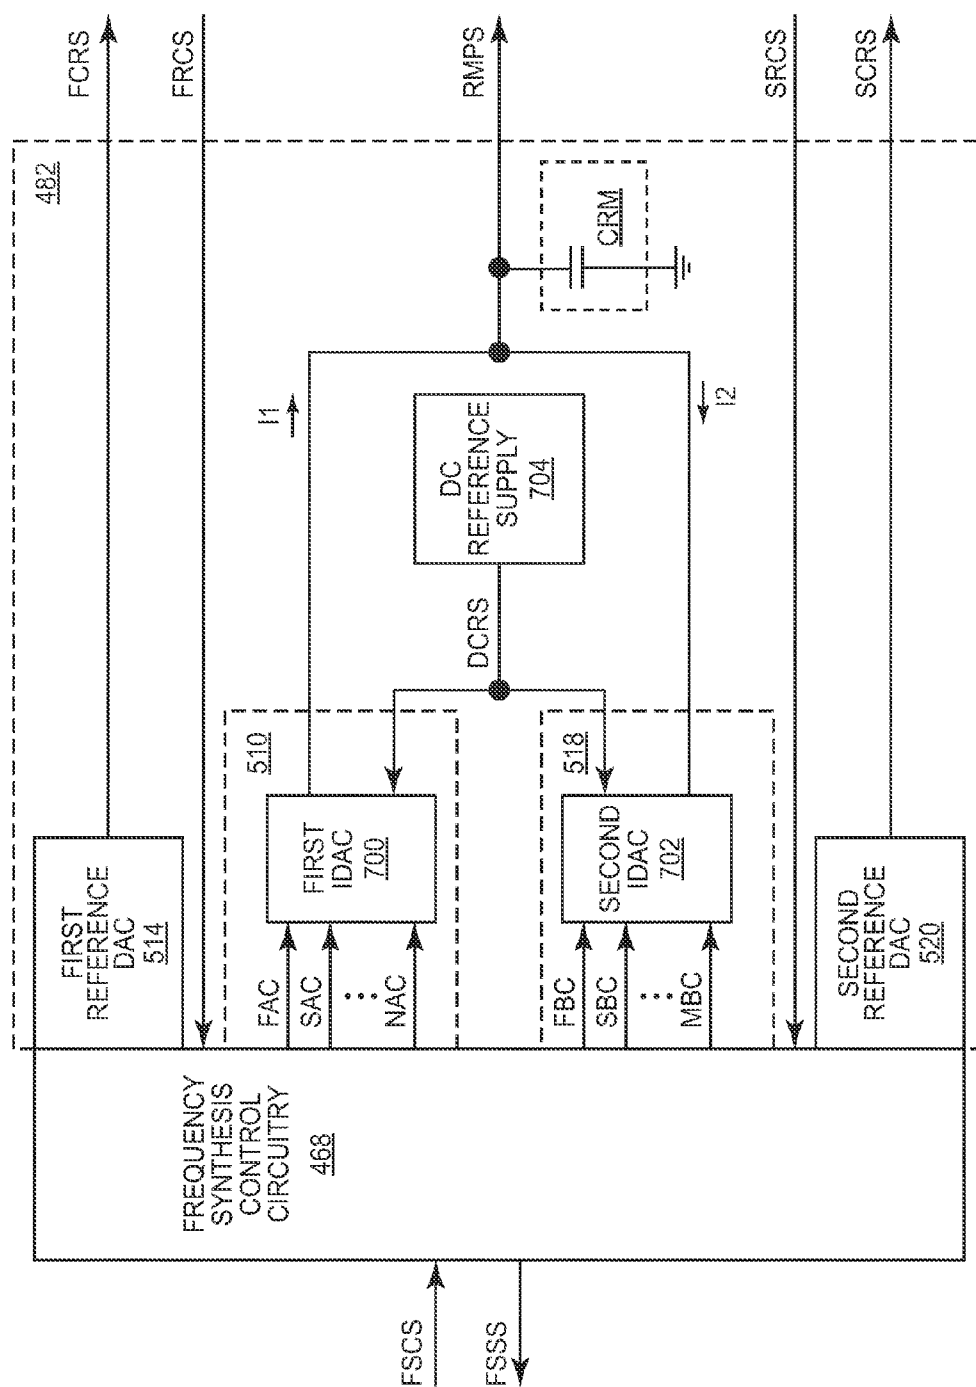 FCRS
FRCS
RMPS
SRCS
SCRS
482
CRM
I1
I2
DC
REFERENCE
SUPPLY
704
DCRS
510
518
FIRST
REFERENCE
DAC
514
FIRST
IDAC
700
SECOND
IDAC
702
SECOND
REFERENCE
DAC
520
FAC
SAC
•••
NAC
FBC
SBC
•••
MBC
FREQUENCY
SYNTHESIS
CONTROL
CIRCUITRY
468
FSCS
FSSS